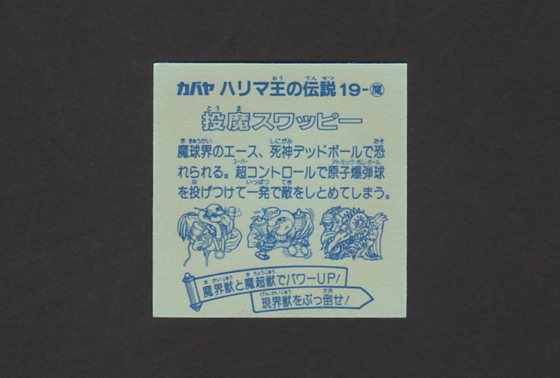 カバヤ ハリマ王の伝説 19-魔
投魔スワッピー
魔球界のエース、死神デッドボールで恐
れられる。超コントロールで原子爆弾球
を投げつけて一発で敵をしとめてしまう。
魔界獣と魔超獣でパワーUP!
現界獣をぶっ倒せ!